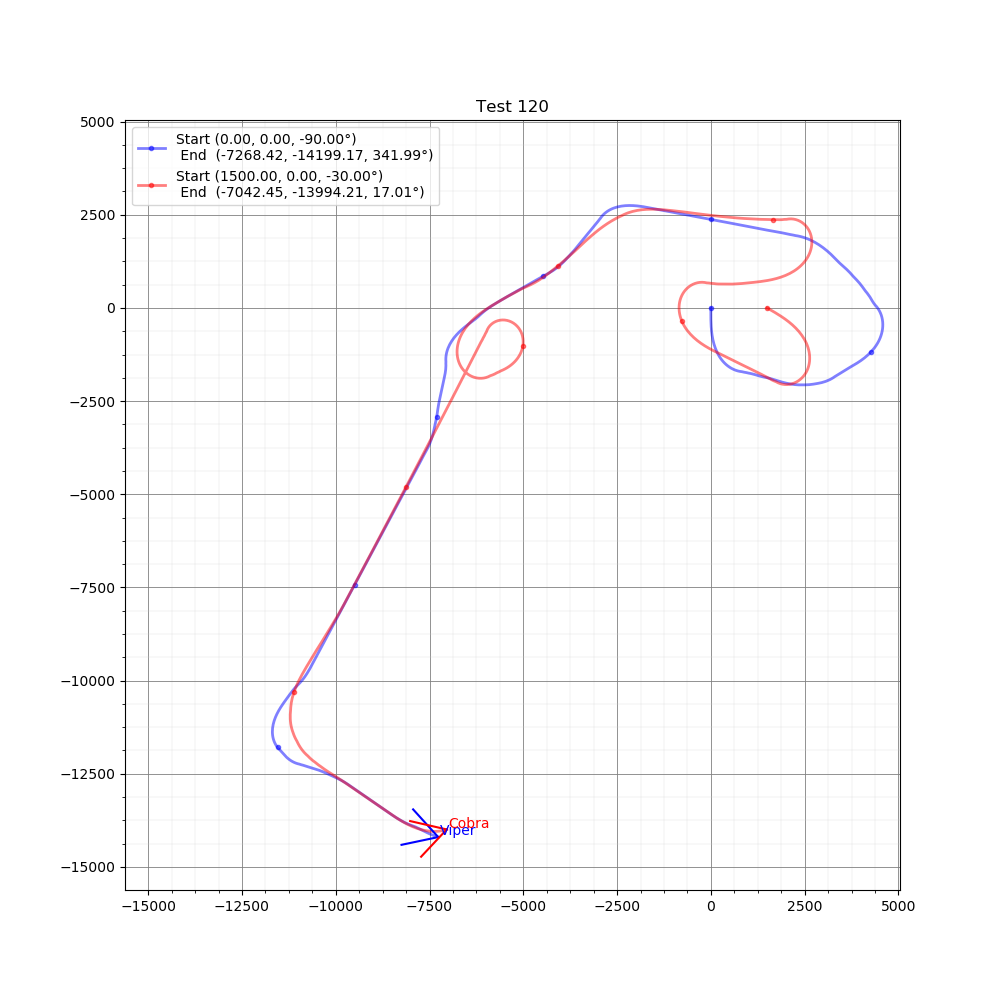 Test 120
Start (0.00, 0.00, -90.00°)
End  (-7268.42, -14199.17, 341.99°)
Start (1500.00, 0.00, -30.00°)
End  (-7042.45, -13994.21, 17.01°)
5000
2500
0
−2500
−5000
−7500
−10000
−12500
−15000
Cobra
Viper
−15000 −12500 −10000 −7500 −5000 −2500 0 2500 5000